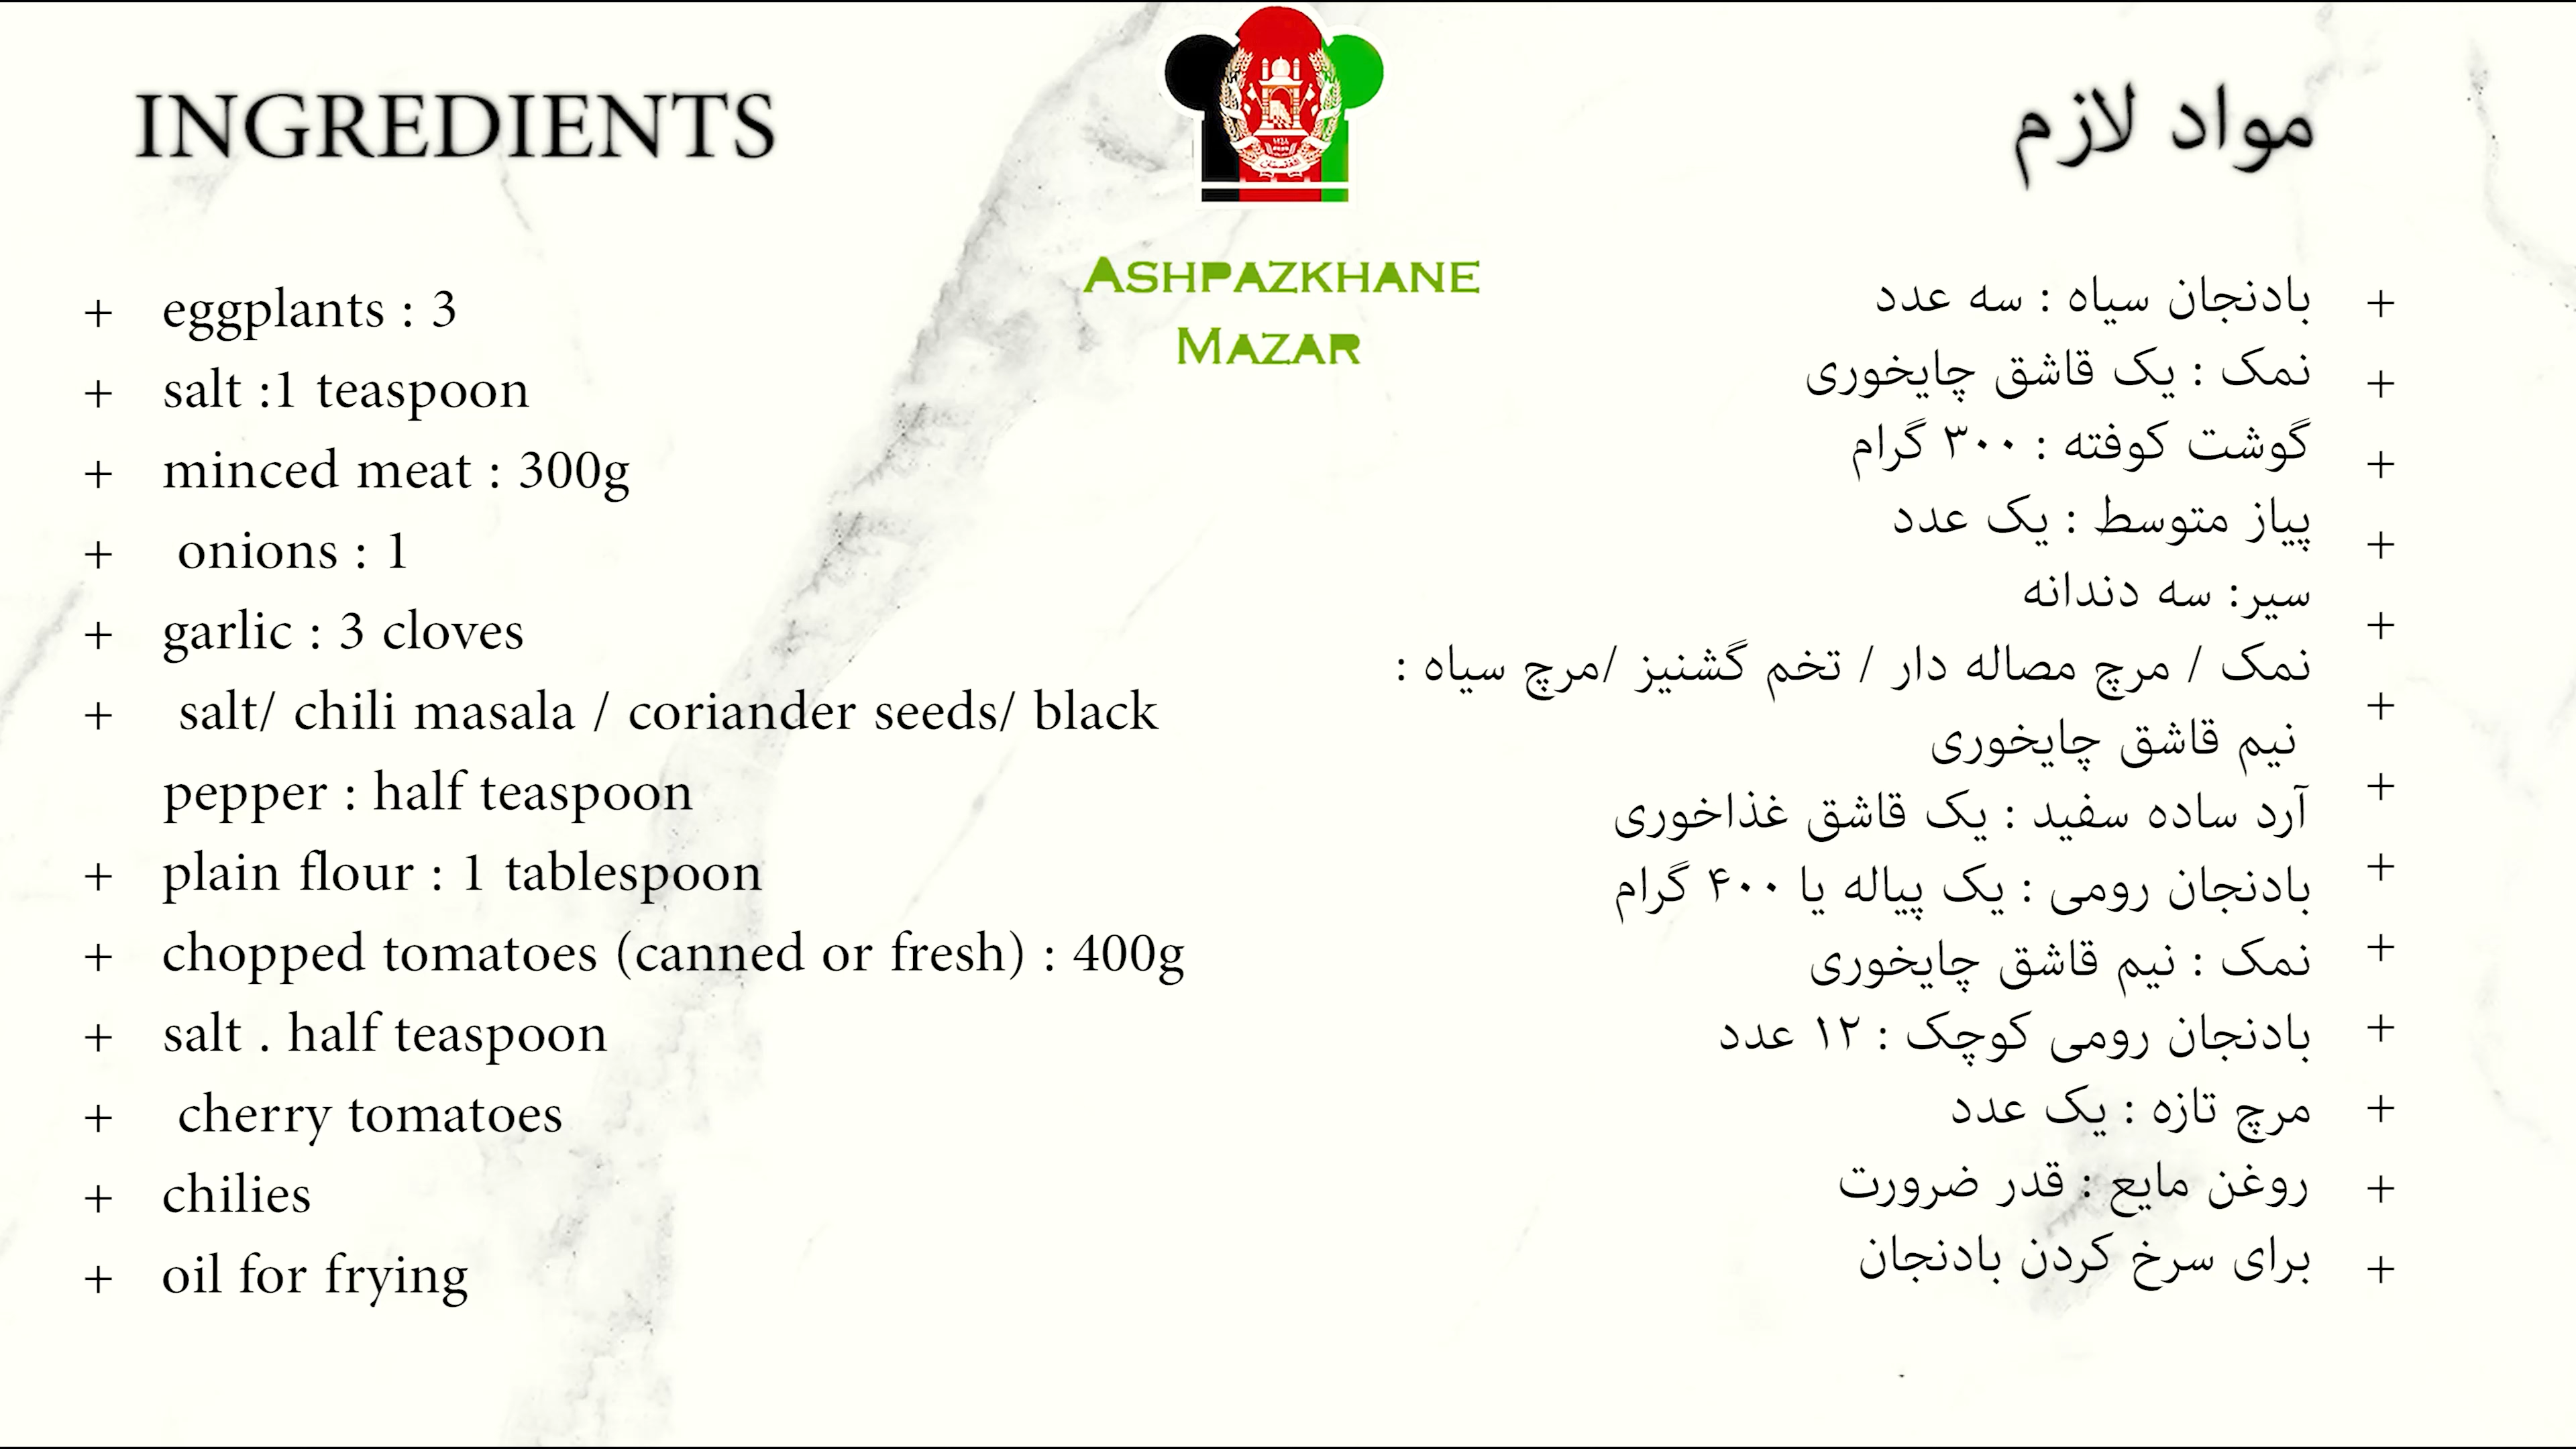 INGREDIENTS
+ eggplants : 3
+ salt :1 teaspoon
+ minced meat : 300g
+ onions : 1
+ garlic : 3 cloves
+ salt/ chili masala / coriander seeds/ black
pepper : half teaspoon
+ plain flour : 1 tablespoon
+ chopped tomatoes (canned or fresh) : 400g
+ salt . half teaspoon
+ cherry tomatoes
+ chilies
+ oil for frying
ASHPAZKHANE
MAZAR
مواد لازم
+ بادنجان سیاه : سه عدد
+ نمک : یک قاشق چایخوری
+ گوشت کوفته : ۳۰۰ گرام
+ پیاز متوسط : یک عدد
+ سیر: سه دندانه
+ نمک / مرچ مصاله دار / تخم گشنیز /مرچ سیاه :
+ نیم قاشق چایخوری
+ آرد ساده سفید : یک قاشق غذاخوری
+ بادنجان رومی : یک پیاله یا ۴۰۰ گرام
+ نمک : نیم قاشق چایخوری
+ بادنجان رومی کوچک : ۱۲ عدد
+ مرچ تازه : یک عدد
+ روغن مایع : قدر ضرورت
برای سرخ کردن بادنجان